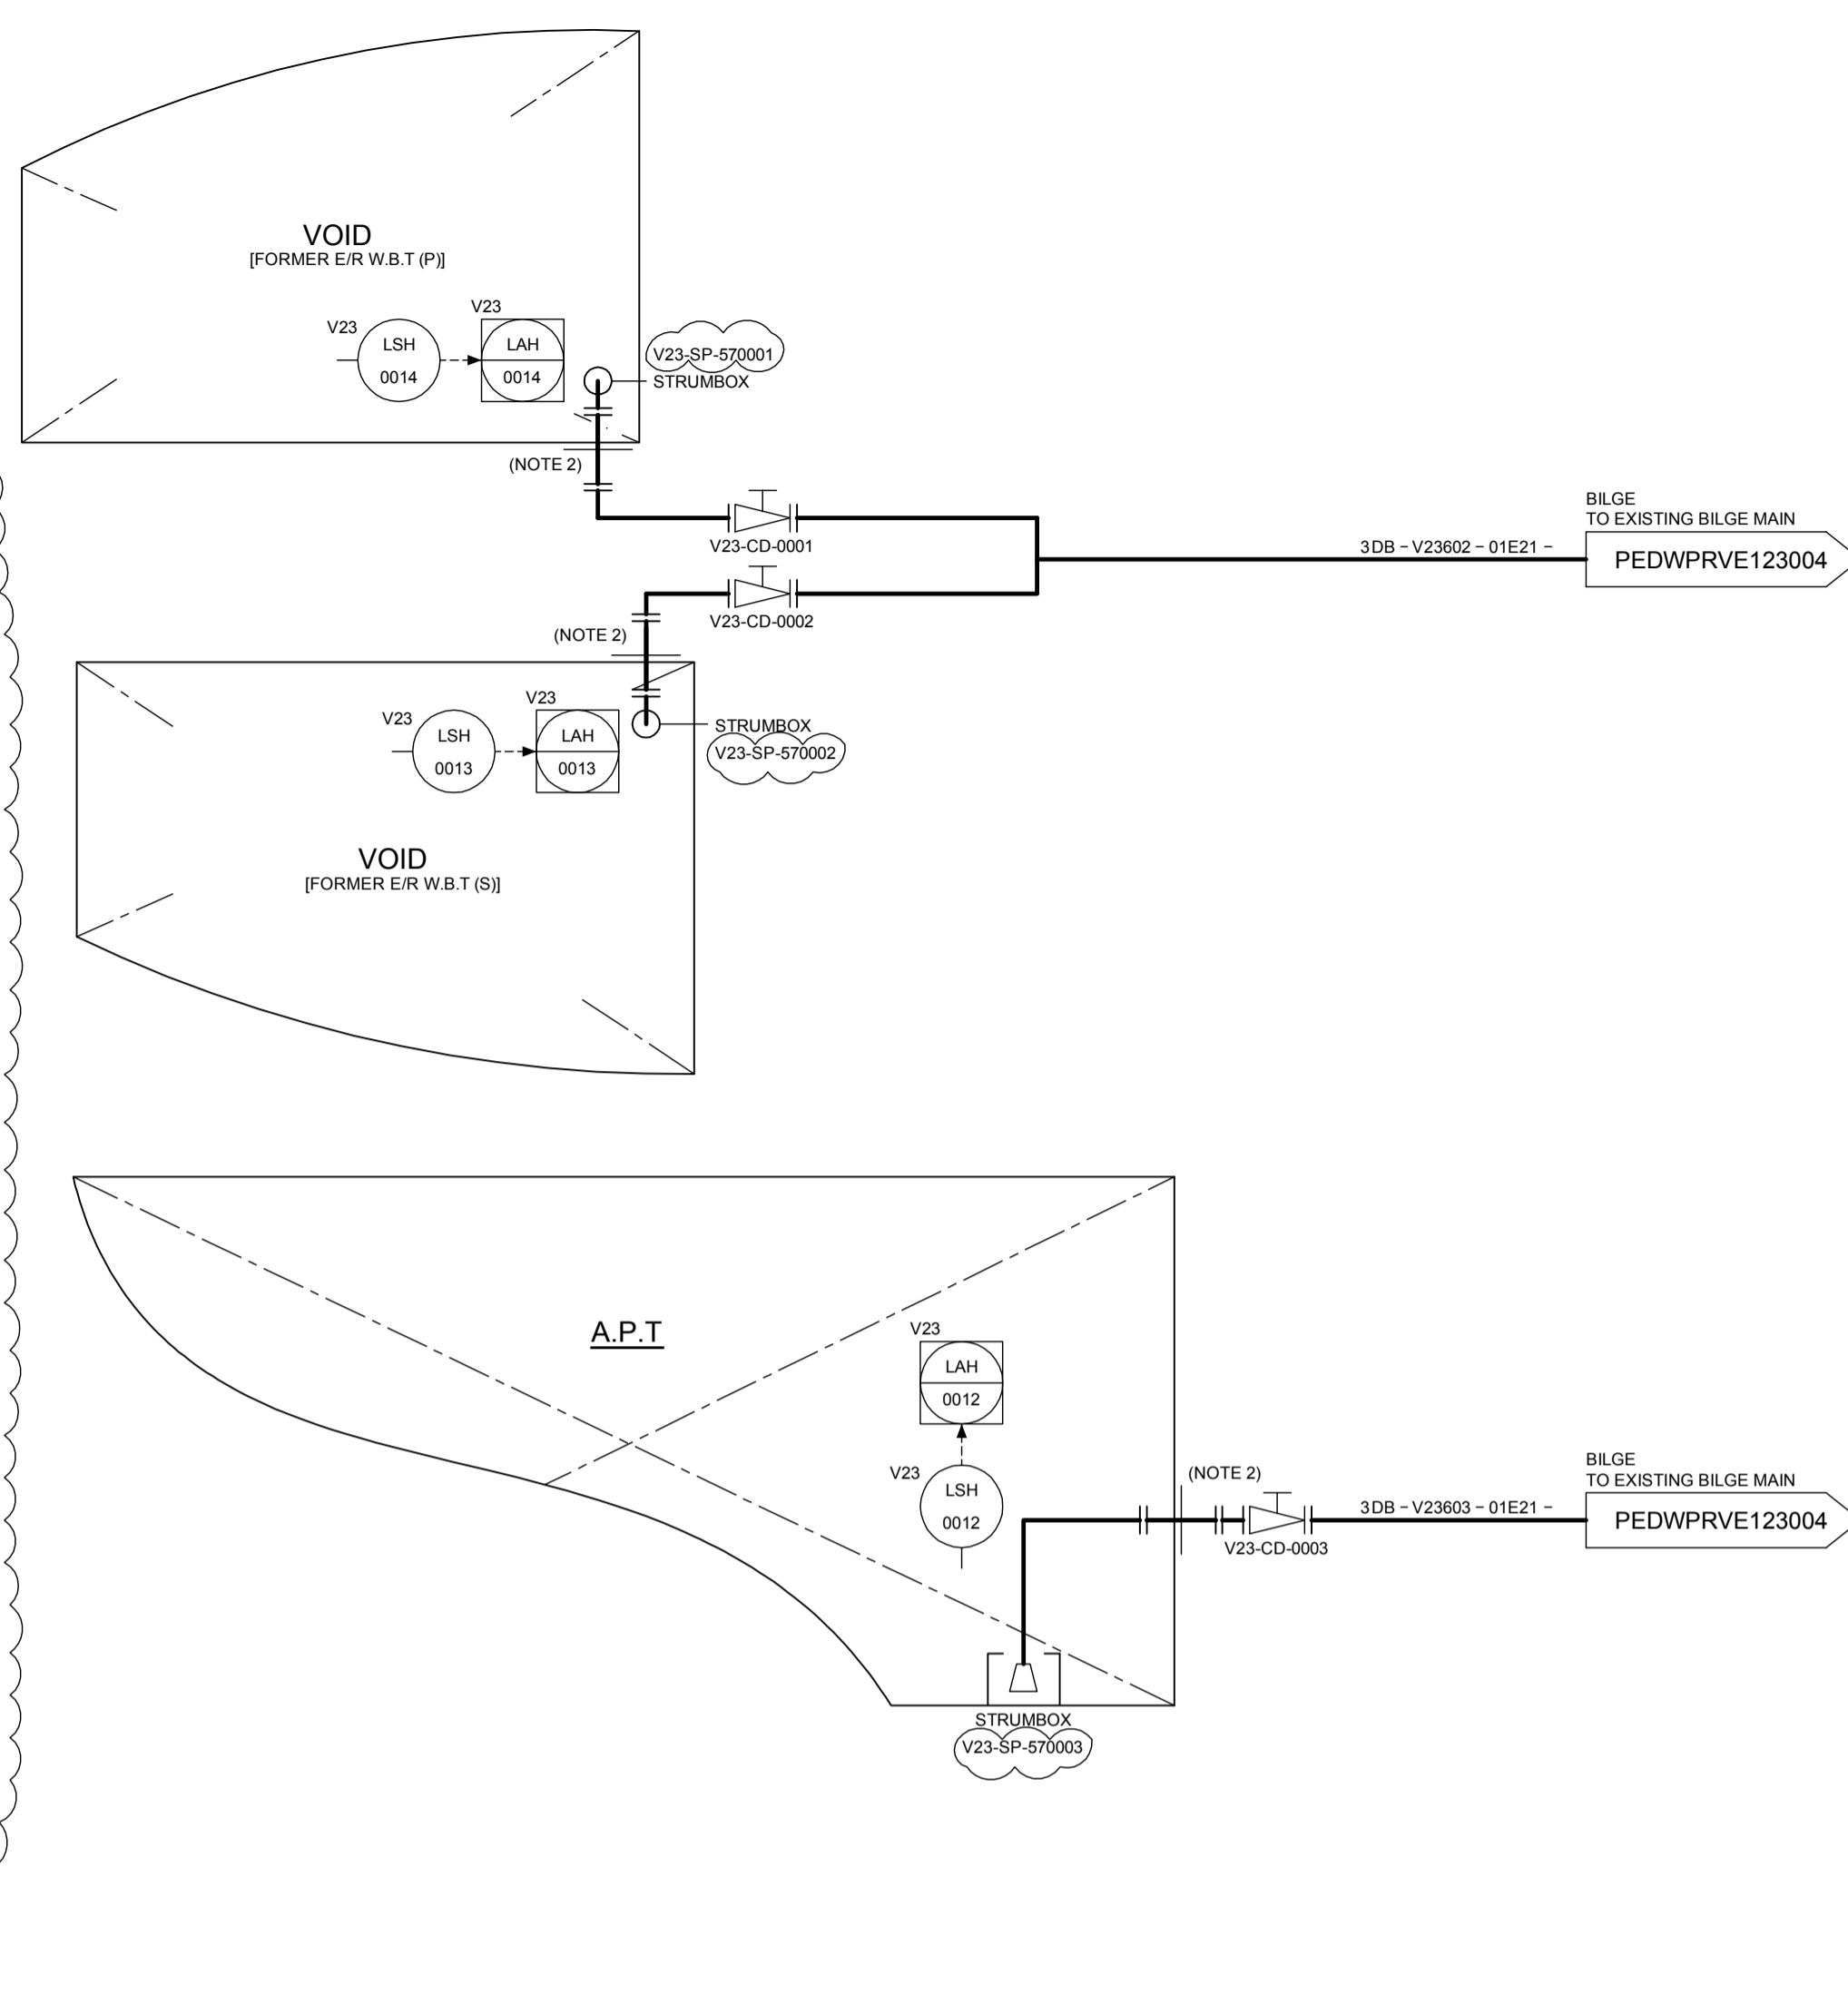 VOID
[FORMER E/R W.B.T (P)]
V23
LSH
0014
V23
LAH
0014
V23-SP-570001
STRUMBOX
(NOTE 2)
V23-CD-0001
BILGE
TO EXISTING BILGE MAIN
3DB – V23602 – 01E21 –
PEDWPRVE123004
V23-CD-0002
(NOTE 2)
V23
LSH
0013
V23
LAH
0013
STRUMBOX
V23-SP-570002
VOID
[FORMER E/R W.B.T (S)]
A.P.T
V23
LAH
0012
V23
LSH
0012
(NOTE 2)
V23-CD-0003
BILGE
TO EXISTING BILGE MAIN
3DB – V23603 – 01E21 –
PEDWPRVE123004
STRUMBOX
V23-SP-570003